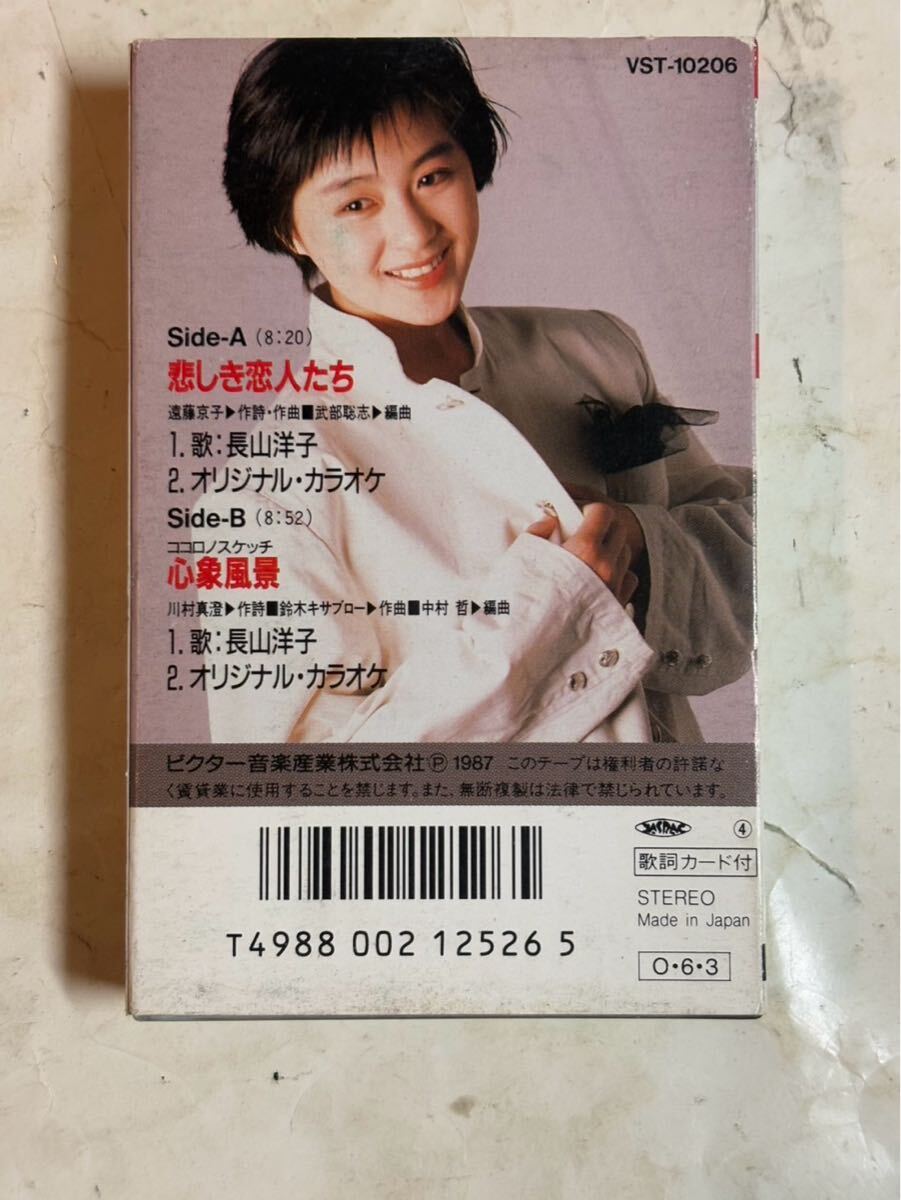 VST-10206
Side-A (8:20)
悲しき恋人たち
遠藤京子▶作詩・作曲■武部聡志▶編曲
1. 歌：長山洋子
2. オリジナル・カラオケ
Side-B (8:52)
ココロノスケッチ
心象風景
川村真澄▶作詩■鈴木キサブロー▶作曲■中村 哲▶編曲
1. 歌：長山洋子
2. オリジナル・カラオケ
ビクター音楽産業株式会社Ⓟ1987 このテープは権利者の許諾な
く賃貸業に使用することを禁じます。また、無断複製は法律で禁じられています。
JASRAC ④
歌詞カード付
STEREO
Made in Japan
T4988 002 12526 5
O・6・3